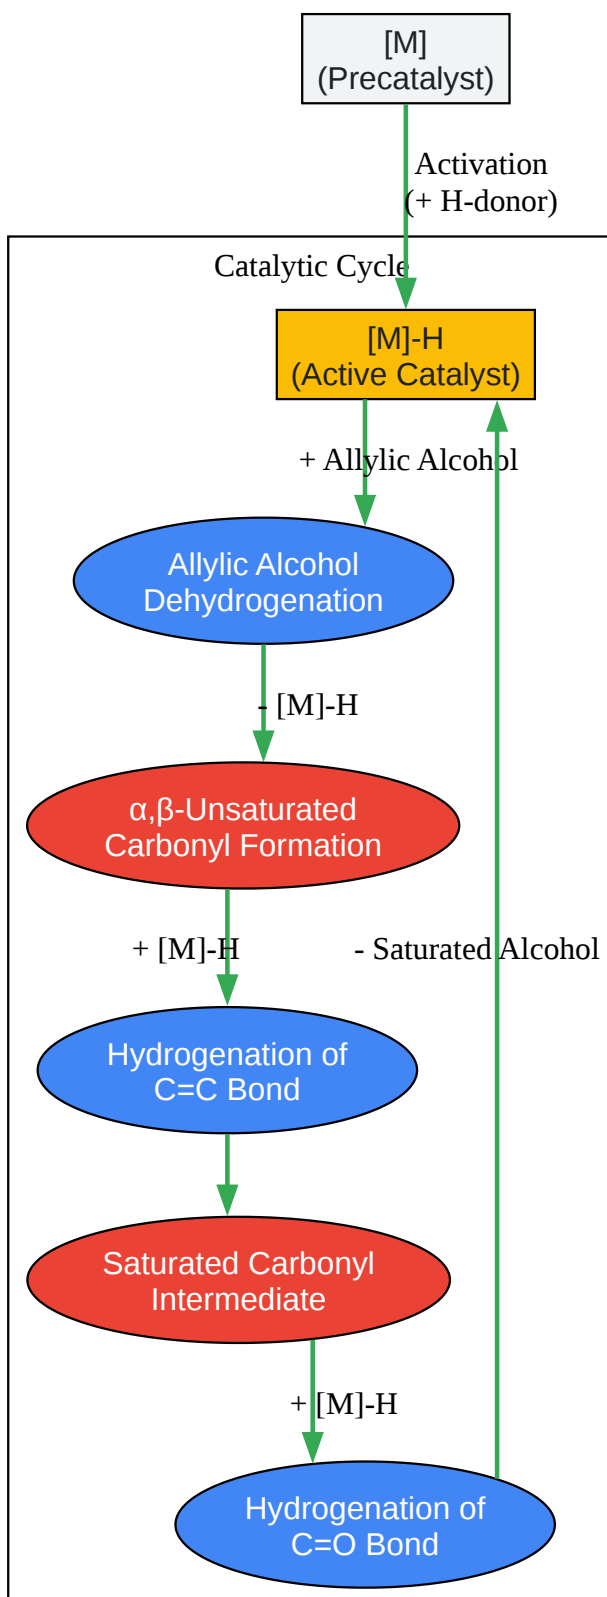 [M]
(Precatalyst)
Activation
(+ H-donor)
Catalytic Cycle
[M]-H
(Active Catalyst)
+ Allylic Alcohol
Allylic Alcohol
Dehydrogenation
- [M]-H
α,β-Unsaturated
Carbonyl Formation
+ [M]-H
- Saturated Alcohol
Hydrogenation of
C=C Bond
Saturated Carbonyl
Intermediate
+ [M]-H
Hydrogenation of
C=O Bond